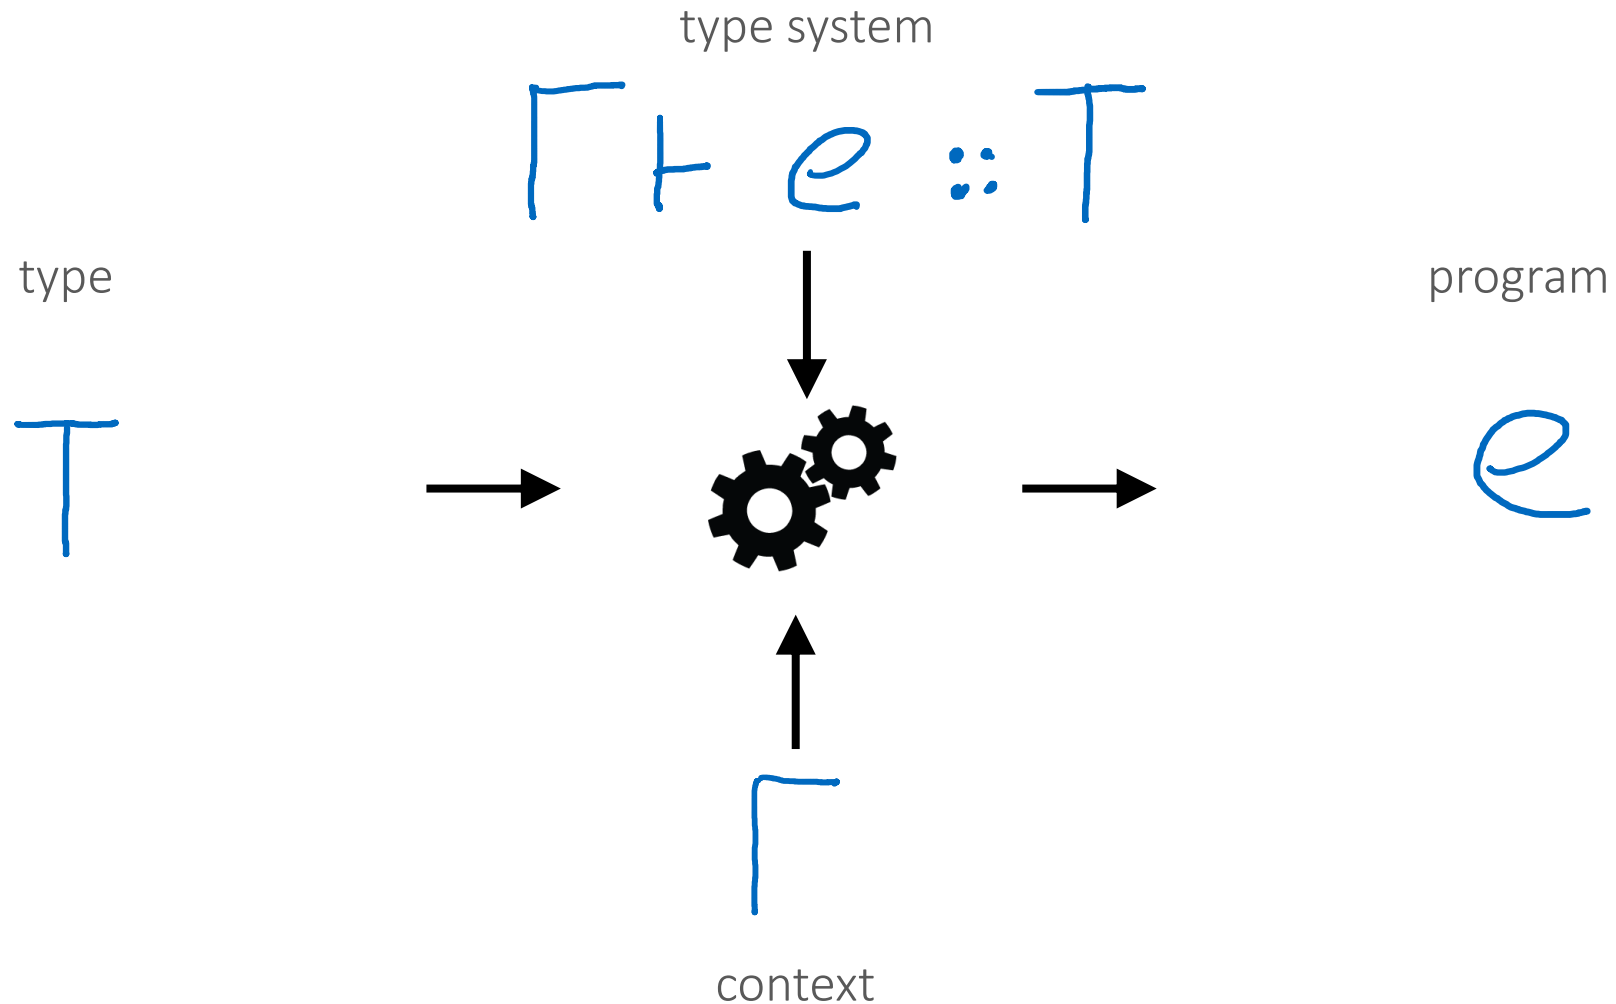 type system
Γ ⊢ e :: T
type
program
T
e
Γ
context